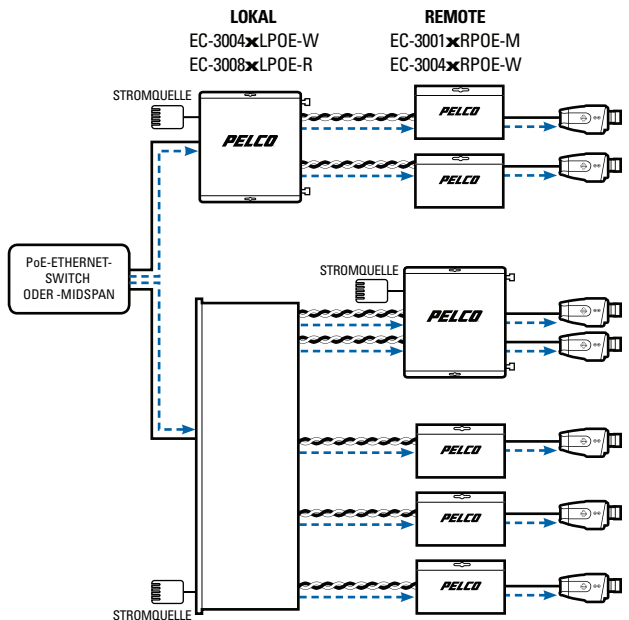 LOKAL
EC-3004xLPOE-W
EC-3008xLPOE-R
REMOTE
EC-3001xRPOE-M
EC-3004xRPOE-W
STROMQUELLE
PELCO
PELCO
PELCO
PoE-ETHERNET-
SWITCH
ODER -MIDSPAN
STROMQUELLE
PELCO
PELCO
PELCO
PELCO
STROMQUELLE